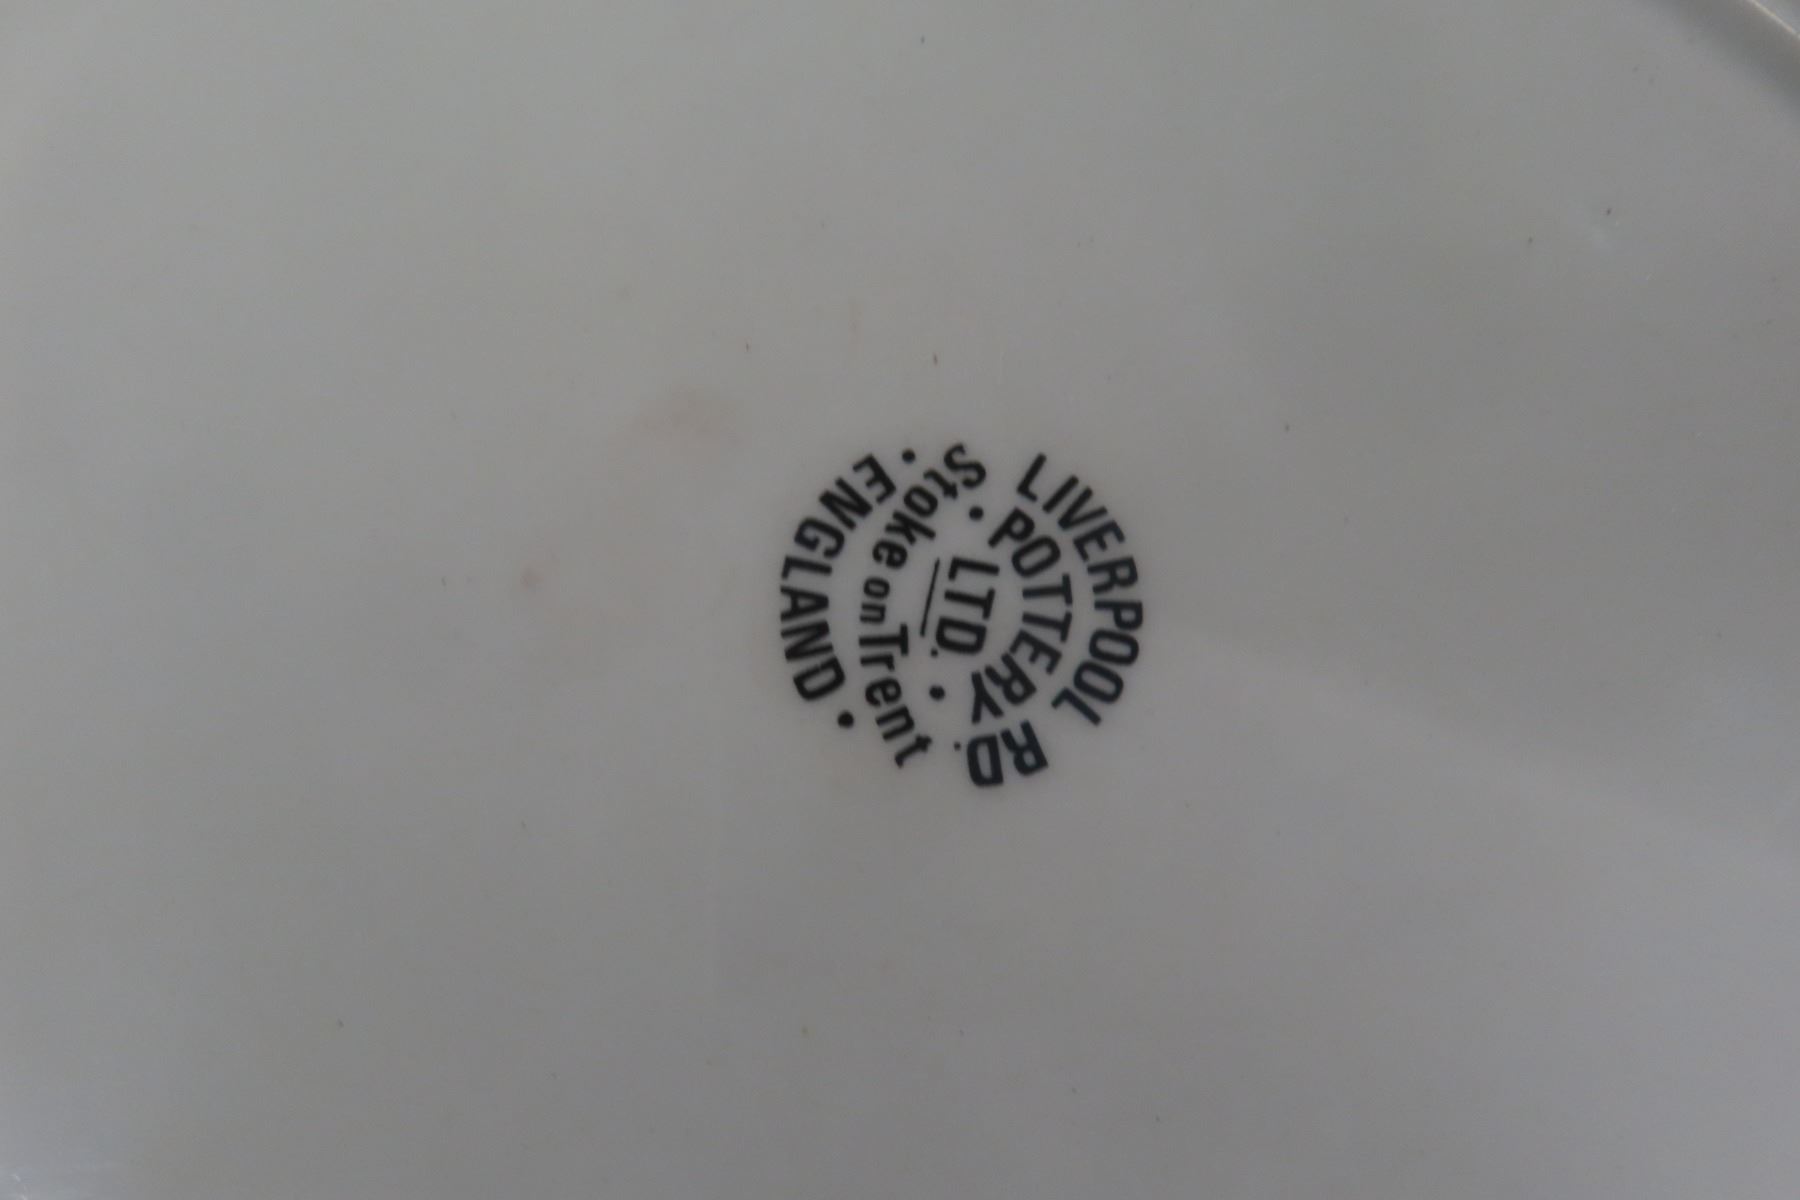 LIVERPOOL RD.
• POTTERY •
LTD.
Stoke on Trent
• ENGLAND •